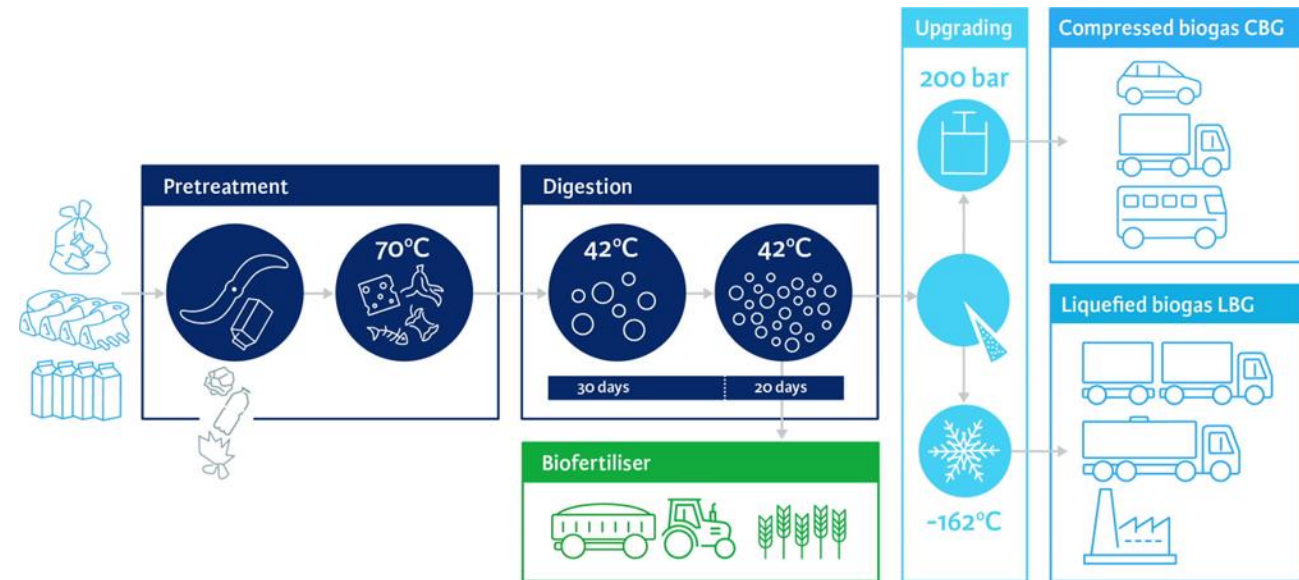 Pretreatment
70°C
Digestion
42°C
42°C
30 days
20 days
Biofertiliser
Upgrading
200 bar
-162°C
Compressed biogas CBG
Liquefied biogas LBG